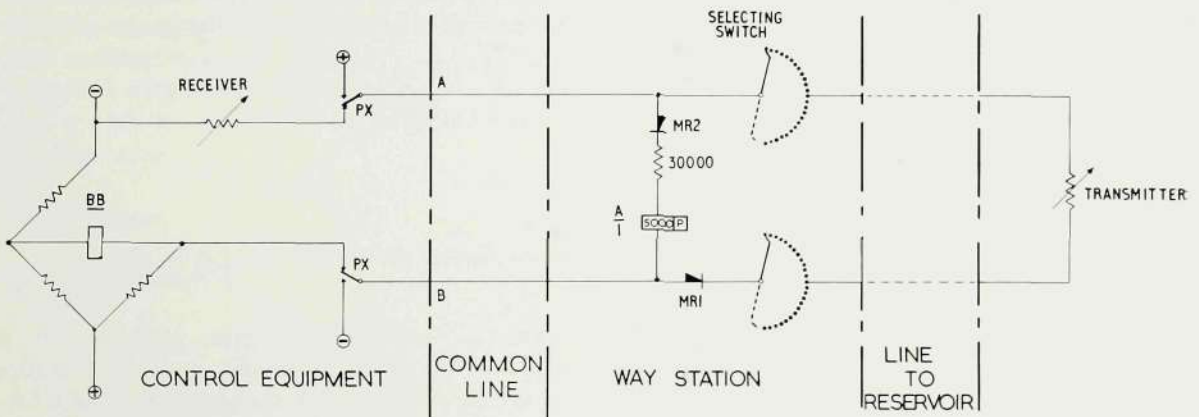 SELECTING
SWITCH
⊕
A
RECEIVER
⊖
PX
MR2
30000
BB
TRANSMITTER
A
1
5000 P
PX
B
MR1
⊖
⊕
CONTROL EQUIPMENT
COMMON
LINE
WAY STATION
LINE
TO
RESERVOIR